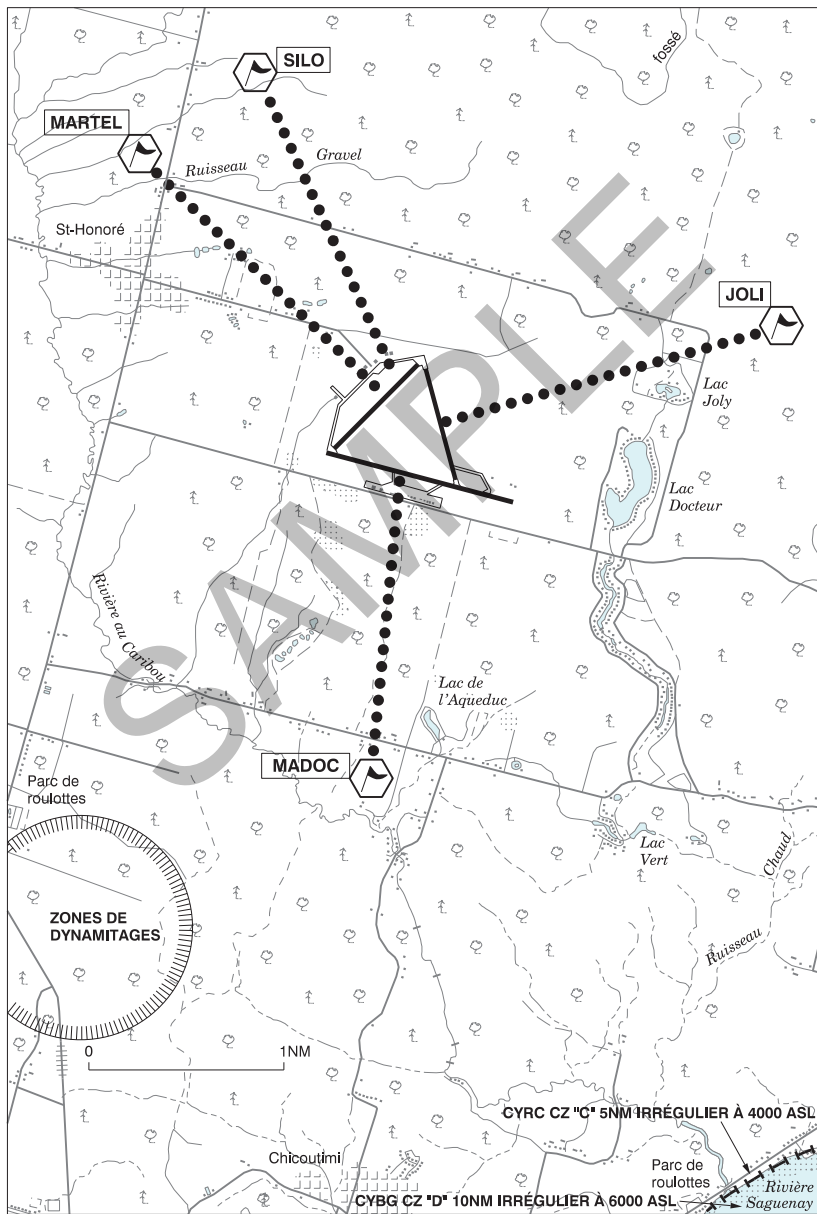 SILO
fossé
MARTEL
Ruisseau
Gravel
St-Honoré
JOLI
Lac
Joly
Lac
Docteur
Rivière au Caribou
Lac de
l'Aqueduc
MADOC
Parc de
roulottes
Lac
Vert
Chaud
Ruisseau
ZONES DE
DYNAMITAGES
0
1NM
CYRC CZ "C" 5NM IRRÉGULIER À 4000 ASL
Chicoutimi
Parc de
roulottes
CYBG CZ "D" 10NM IRRÉGULIER À 6000 ASL
Rivière
Saguenay
SAMPLE